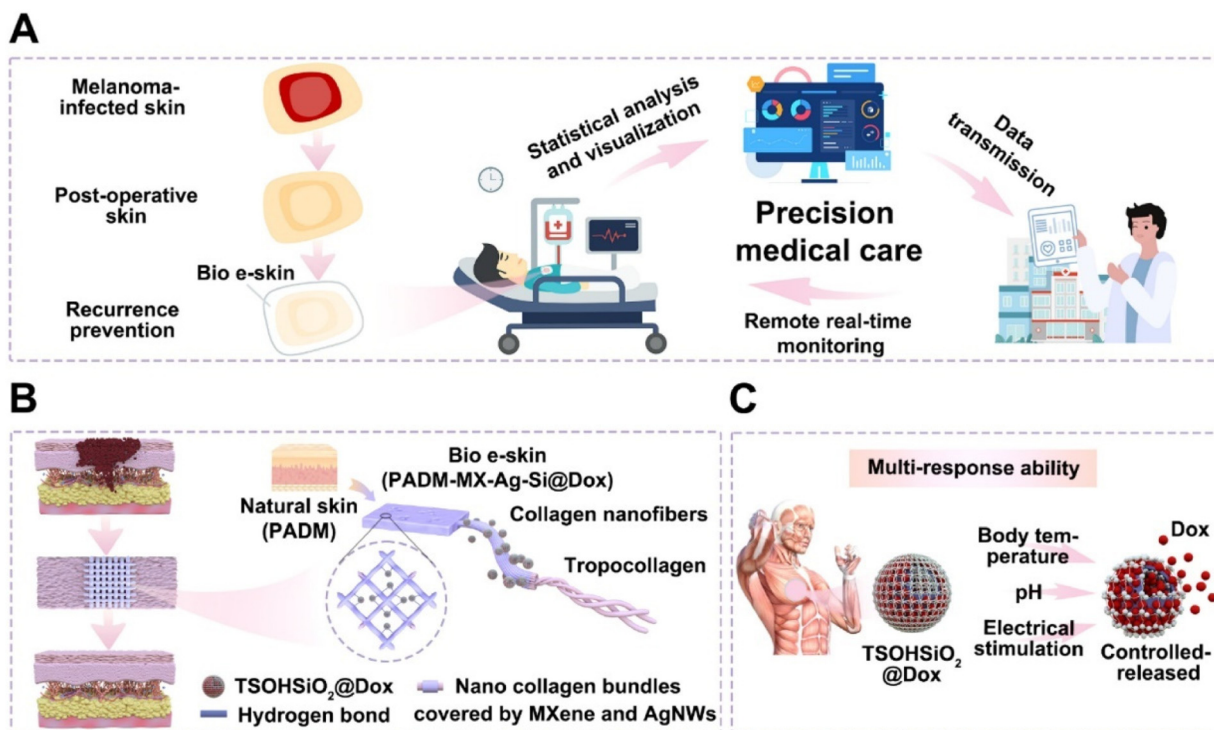 A
Melanoma-
infected skin
Post-operative
skin
Bio e-skin
Recurrence
prevention
Statistical analysis
and visualization
Precision
medical care
Data
transmission
Remote real-time
monitoring
B
Natural skin
(PADM)
Bio e-skin
(PADM-MX-Ag-Si@Dox)
Collagen nanofibers
Tropocollagen
TSOHSiO₂@Dox
Hydrogen bond
Nano collagen bundles
covered by MXene and AgNWs
C
Multi-response ability
TSOHSiO₂
@Dox
Body tem-
perature
pH
Electrical
stimulation
Dox
Controlled-
released